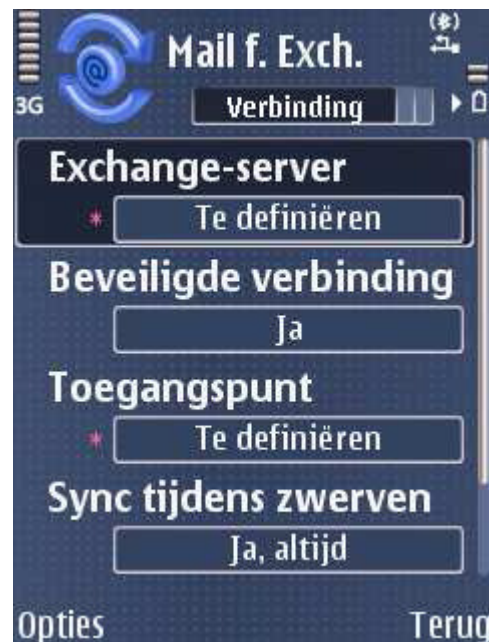 Mail f. Exch.
3G
Verbinding
Exchange-server
* Te definiëren
Beveiligde verbinding
Ja
Toegangspunt
* Te definiëren
Sync tijdens zwerven
Ja, altijd
Opties Terug